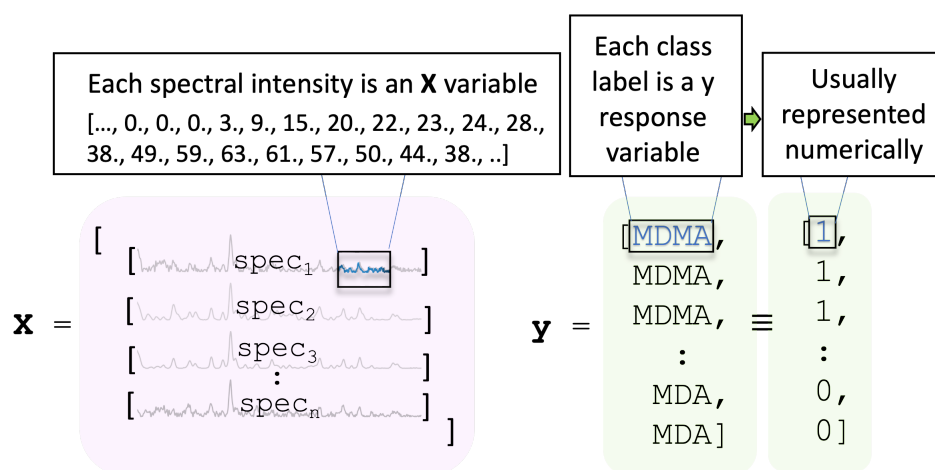 Each spectral intensity is an X variable
[..., 0., 0., 0., 3., 9., 15., 20., 22., 23., 24., 28.,
38., 49., 59., 63., 61., 57., 50., 44., 38., ..]
Each class
label is a y
response
variable
Usually
represented
numerically
X =
[
[ spec₁ ]
[ spec₂ ]
[ spec₃ ]
:
[ specₙ ]
]
y =
[MDMA,
MDMA,
MDMA,
:
MDA,
MDA]
≡
[1,
1,
1,
:
0,
0]